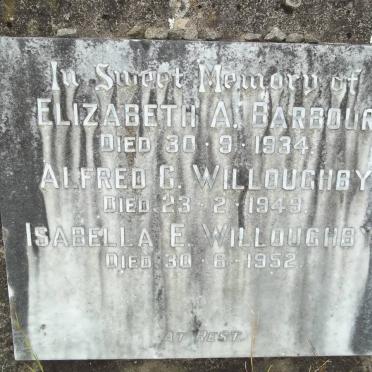 In Sweet Memory of
ELIZABETH A. BARBOUR
DIED 30 · 9 · 1934.
ALFRED G. WILLOUGHBY
DIED 23 · 2 · 1949.
ISABELLA E. WILLOUGHBY
DIED 30 · 8 · 1952.
AT REST.